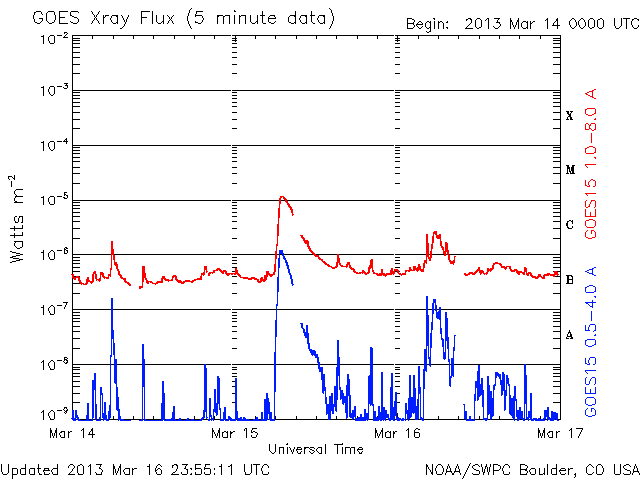 GOES Xray Flux (5 minute data)
Begin: 2013 Mar 14 0000 UTC
10-2
10-3
10-4
10-5
10-6
10-7
10-8
10-9
Watts m-2
X
M
C
B
A
GOES15 1.0-8.0 A
GOES15 0.5-4.0 A
Mar 14
Mar 15
Mar 16
Mar 17
Universal Time
Updated 2013 Mar 16 23:55:11 UTC
NOAA/SWPC Boulder, CO USA